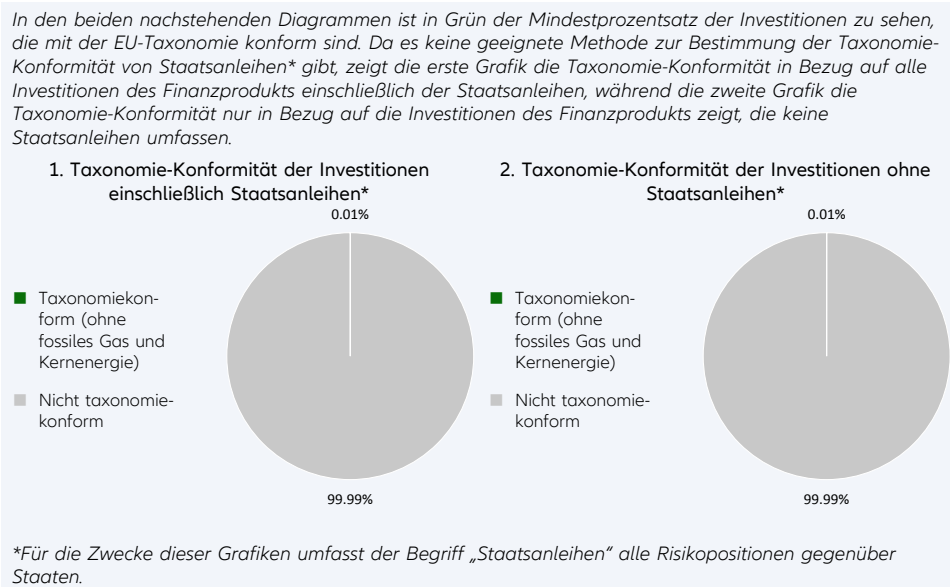 In den beiden nachstehenden Diagrammen ist in Grün der Mindestprozentsatz der Investitionen zu sehen,
die mit der EU-Taxonomie konform sind. Da es keine geeignete Methode zur Bestimmung der Taxonomie-
Konformität von Staatsanleihen* gibt, zeigt die erste Grafik die Taxonomie-Konformität in Bezug auf alle
Investitionen des Finanzprodukts einschließlich der Staatsanleihen, während die zweite Grafik die
Taxonomie-Konformität nur in Bezug auf die Investitionen des Finanzprodukts zeigt, die keine
Staatsanleihen umfassen.
1. Taxonomie-Konformität der Investitionen
einschließlich Staatsanleihen*
0.01%
Taxonomiekon-
form (ohne
fossiles Gas und
Kernenergie)
Nicht taxonomie-
konform
99.99%
2. Taxonomie-Konformität der Investitionen ohne
Staatsanleihen*
0.01%
Taxonomiekon-
form (ohne
fossiles Gas und
Kernenergie)
Nicht taxonomie-
konform
99.99%
*Für die Zwecke dieser Grafiken umfasst der Begriff „Staatsanleihen“ alle Risikopositionen gegenüber
Staaten.